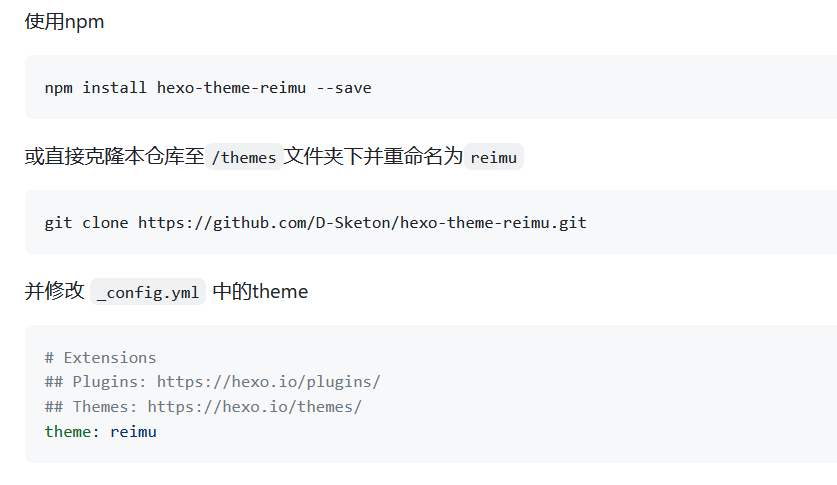 使用npm
npm install hexo-theme-reimu --save
或直接克隆本仓库至 /themes 文件夹下并重命名为 reimu
git clone https://github.com/D-Sketon/hexo-theme-reimu.git
并修改 _config.yml 中的theme
# Extensions
## Plugins: https://hexo.io/plugins/
## Themes: https://hexo.io/themes/
theme: reimu